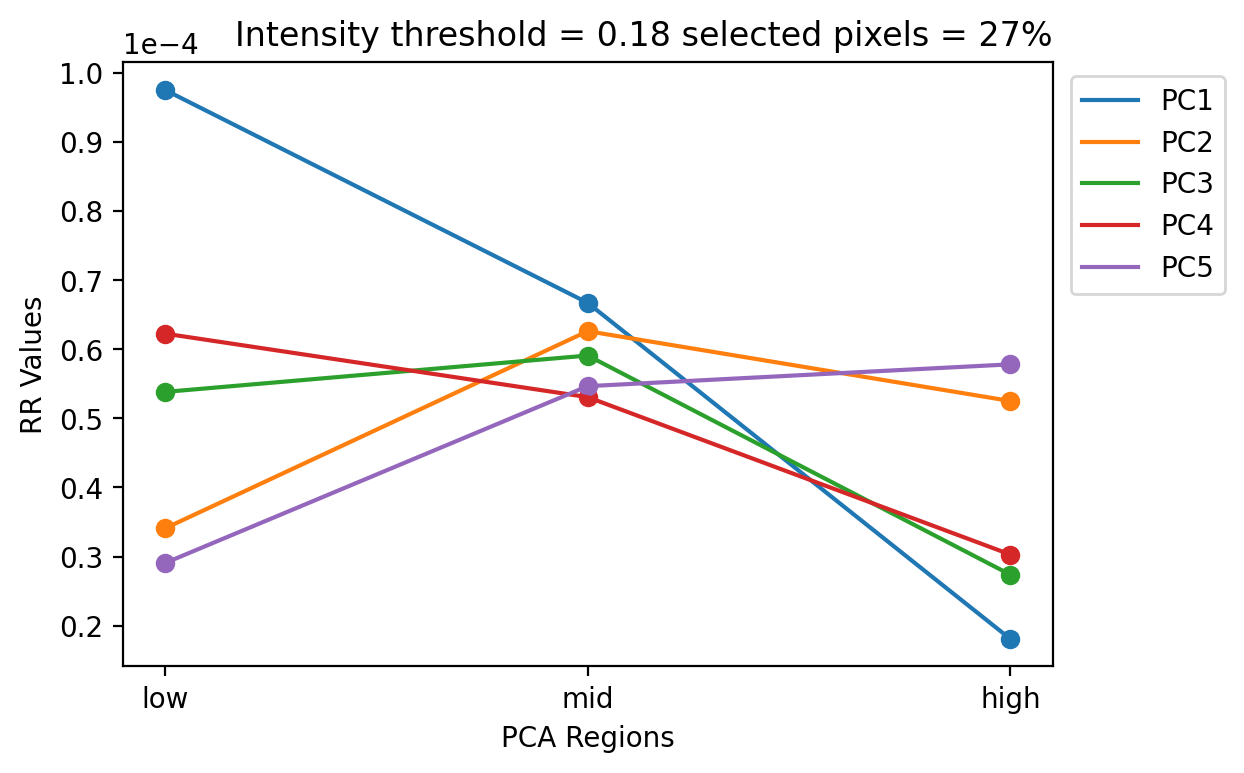 Intensity threshold = 0.18 selected pixels = 27%
1e−4
1.0
0.9
0.8
0.7
0.6
0.5
0.4
0.3
0.2
RR Values
low
mid
high
PCA Regions
PC1
PC2
PC3
PC4
PC5